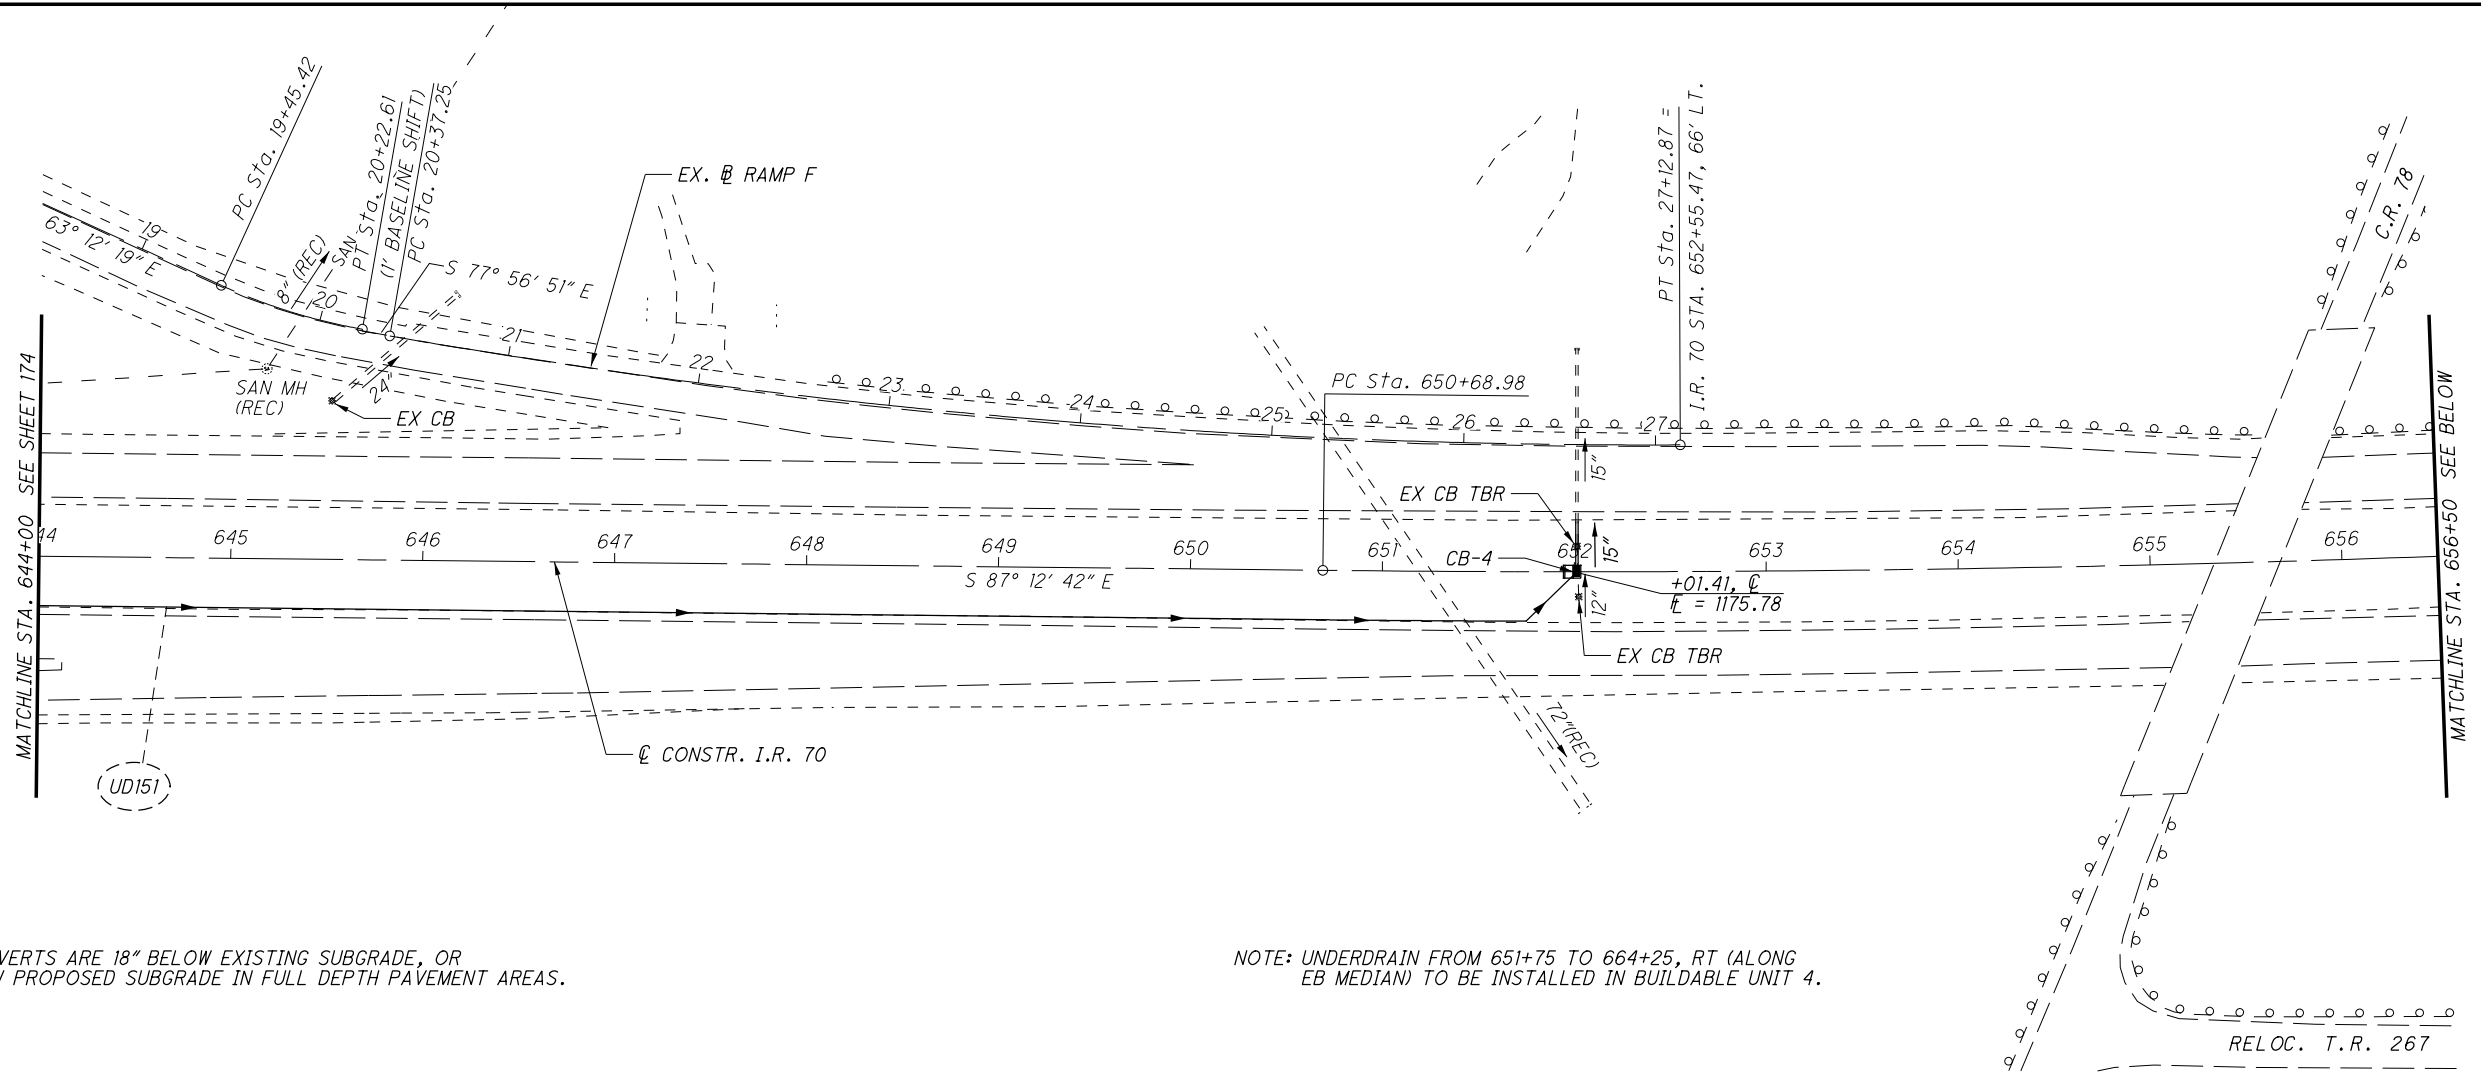 PC Sta. 19+45.42
PT Sta. 20+22.61
(1' BASELINE SHIFT)
PC Sta. 20+37.25
EX. ⅊ RAMP F
PT Sta. 27+12.87 =
I.R. 70 STA. 652+55.47, 66' LT.
C.R. 78
19
63° 12' 19" E
8" (REC)
SAN
20
S 77° 56' 51" E
21
22
23
24
25
26
27
MATCHLINE STA. 644+00 SEE SHEET 174
SAN MH
(REC)
24"
EX CB
PC Sta. 650+68.98
MATCHLINE STA. 656+50 SEE BELOW
15"
EX CB TBR
44
645
646
647
648
649
650
651
652
653
654
655
656
15"
CB-4
S 87° 12' 42" E
+01.41, ℄
℄ = 1175.78
12"
EX CB TBR
72"(REC)
℄ CONSTR. I.R. 70
UD151
VERTS ARE 18" BELOW EXISTING SUBGRADE, OR
PROPOSED SUBGRADE IN FULL DEPTH PAVEMENT AREAS.
NOTE: UNDERDRAIN FROM 651+75 TO 664+25, RT (ALONG
EB MEDIAN) TO BE INSTALLED IN BUILDABLE UNIT 4.
RELOC. T.R. 267